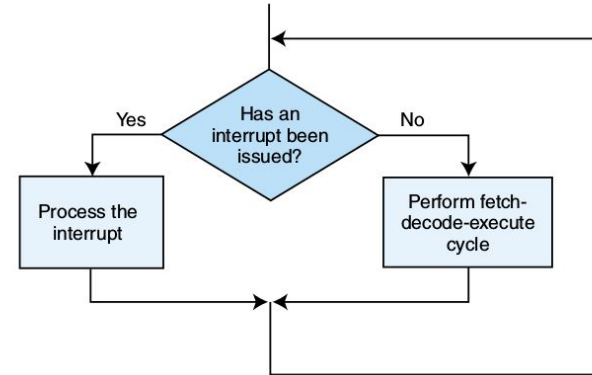 Has an
interrupt been
issued?
Yes
No
Process the
interrupt
Perform fetch-
decode-execute
cycle